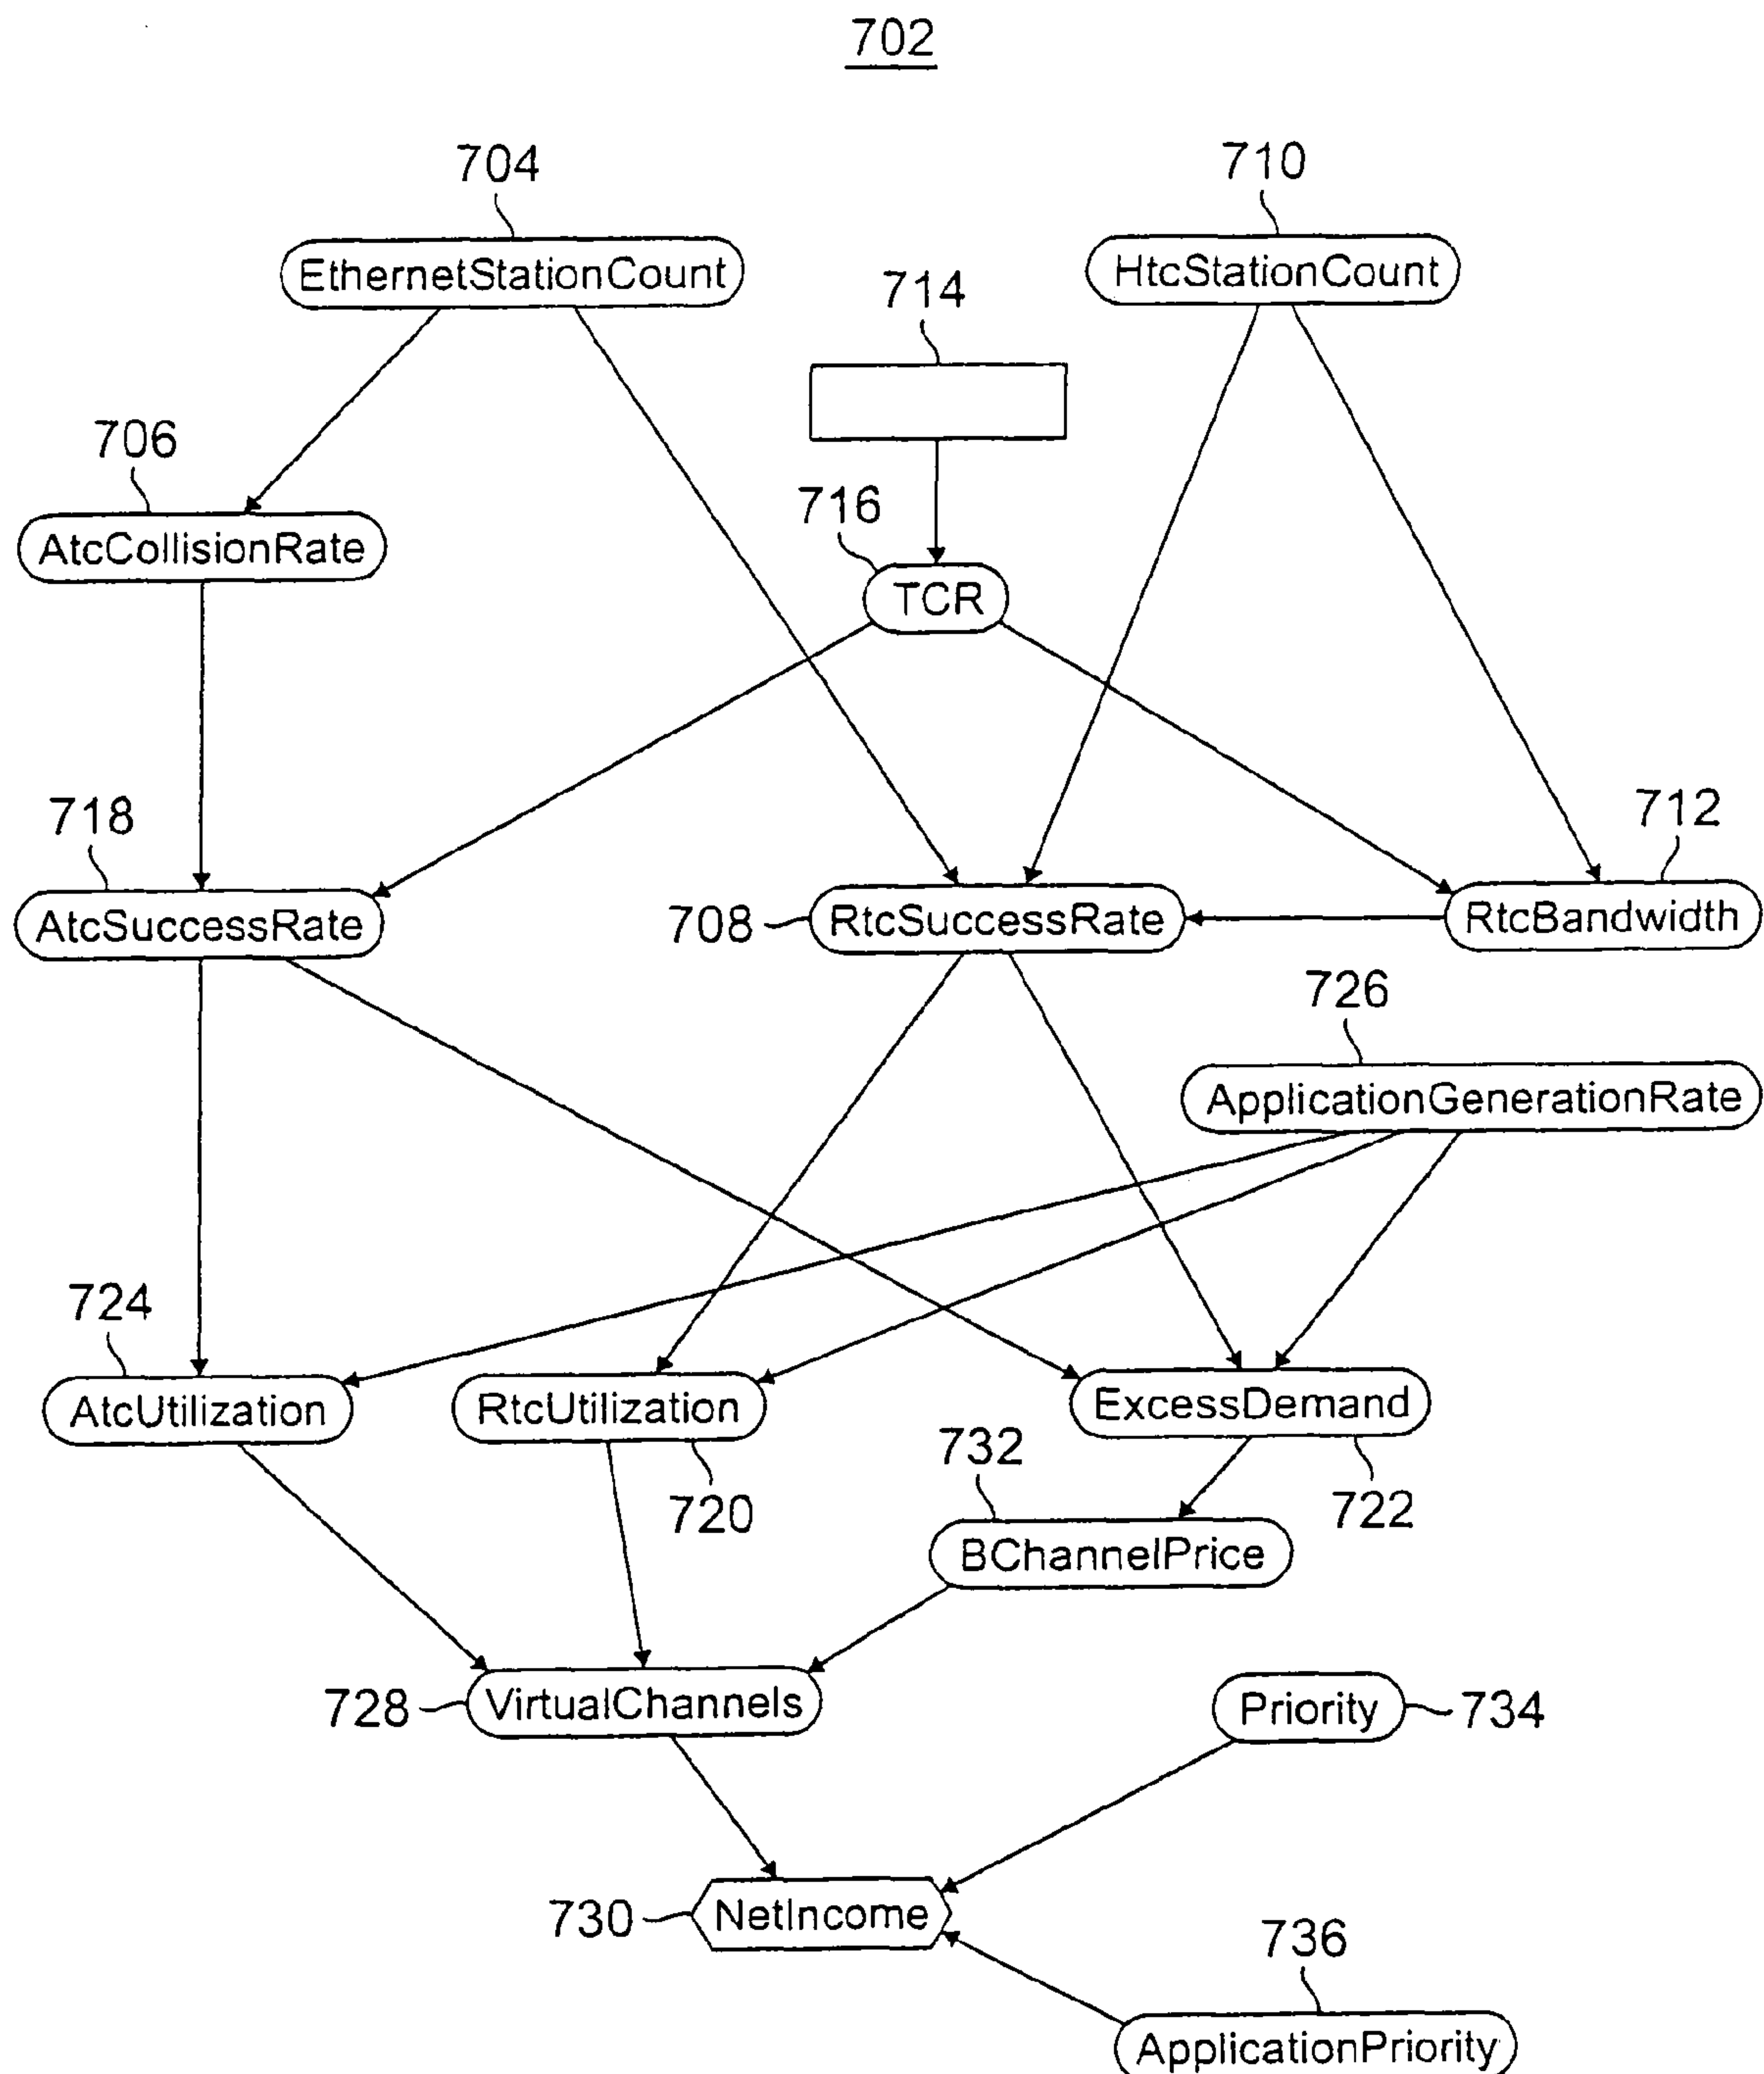 702
704
710
EthernetStationCount
HtcStationCount
714
706
716
AtcCollisionRate
TCR
718
712
AtcSuccessRate
708
RtcSuccessRate
RtcBandwidth
726
ApplicationGenerationRate
724
AtcUtilization
RtcUtilization
ExcessDemand
732
720
722
BChannelPrice
728
VirtualChannels
Priority
734
730
NetIncome
736
ApplicationPriority